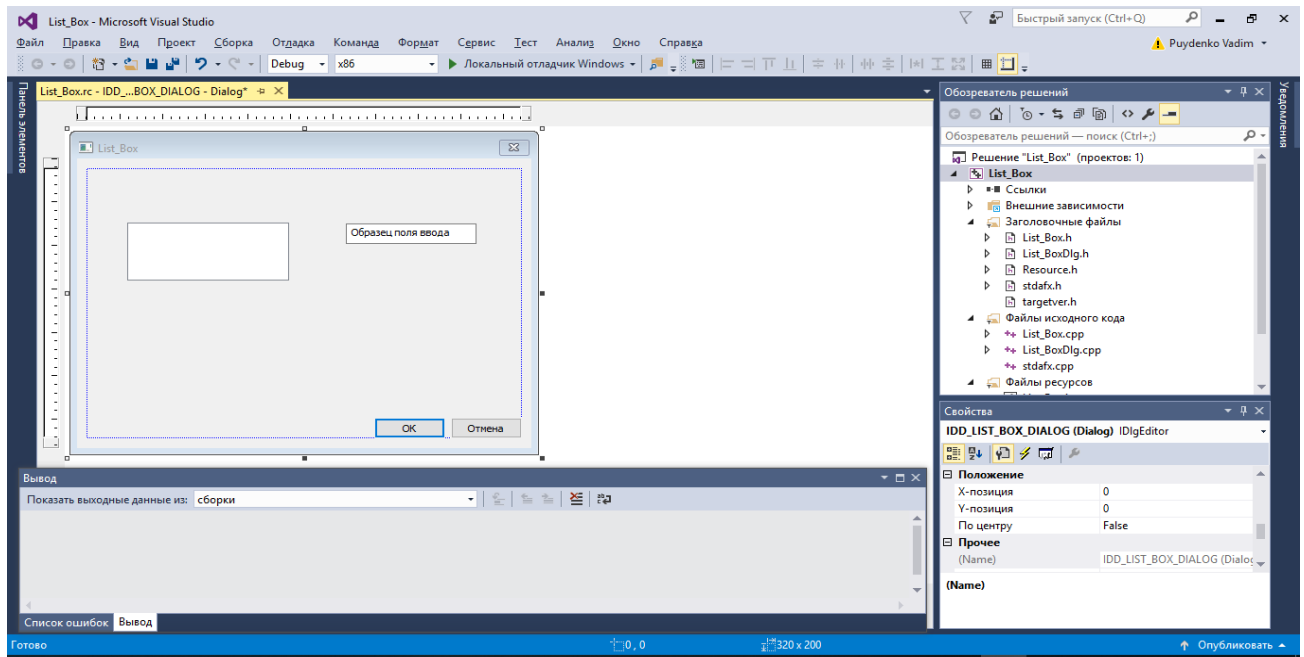 List_Box - Microsoft Visual Studio
Быстрый запуск (Ctrl+Q)
Файл Правка Вид Проект Сборка Отладка Команда Формат Сервис Тест Анализ Окно Справка
Puydenko Vadim
Debug x86 Локальный отладчик Windows
Панель элементов
List_Box.rc - IDD_...BOX_DIALOG - Dialog*
List_Box
Образец поля ввода
OK Отмена
Вывод
Показать выходные данные из: сборки
Список ошибок Вывод
Обозреватель решений
Обозреватель решений — поиск (Ctrl+;)
Решение "List_Box" (проектов: 1)
List_Box
Ссылки
Внешние зависимости
Заголовочные файлы
List_Box.h
List_BoxDlg.h
Resource.h
stdafx.h
targetver.h
Файлы исходного кода
List_Box.cpp
List_BoxDlg.cpp
stdafx.cpp
Файлы ресурсов
Свойства
IDD_LIST_BOX_DIALOG (Dialog) IDlgEditor
Положение
X-позиция 0
Y-позиция 0
По центру False
Прочее
(Name) IDD_LIST_BOX_DIALOG (Dialog
(Name)
Уведомления
Готово 0 , 0 320 x 200 Опубликовать